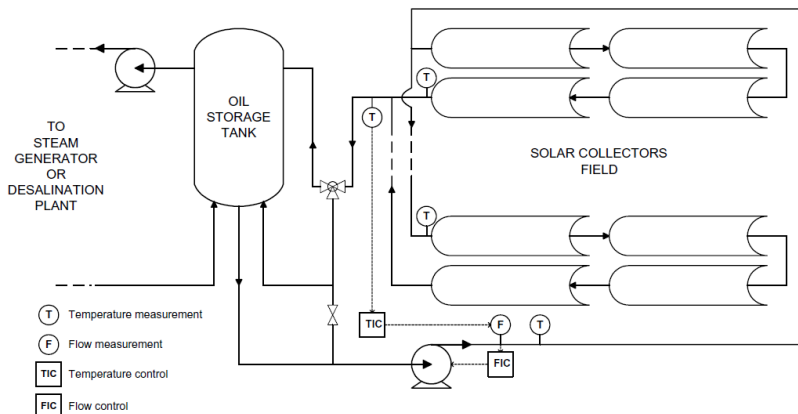 OIL
STORAGE
TANK
T
T
TO
STEAM
GENERATOR
OR
DESALINATION
PLANT
SOLAR COLLECTORS
FIELD
T
T Temperature measurement
F Flow measurement
TIC Temperature control
FIC Flow control
TIC
F
T
FIC